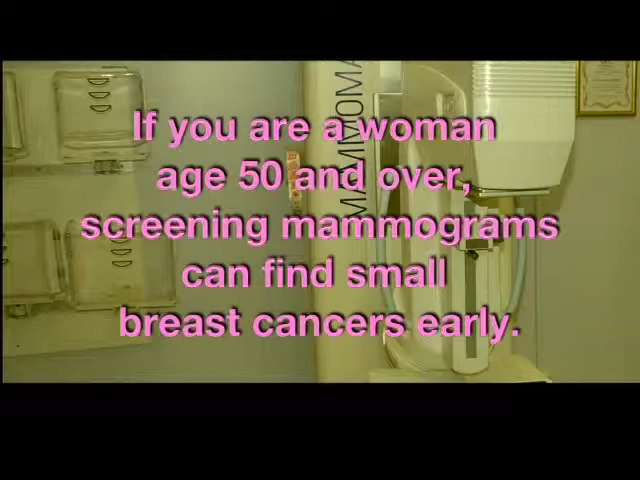 If you are a woman
age 50 and over,
screening mammograms
can find small
breast cancers early.